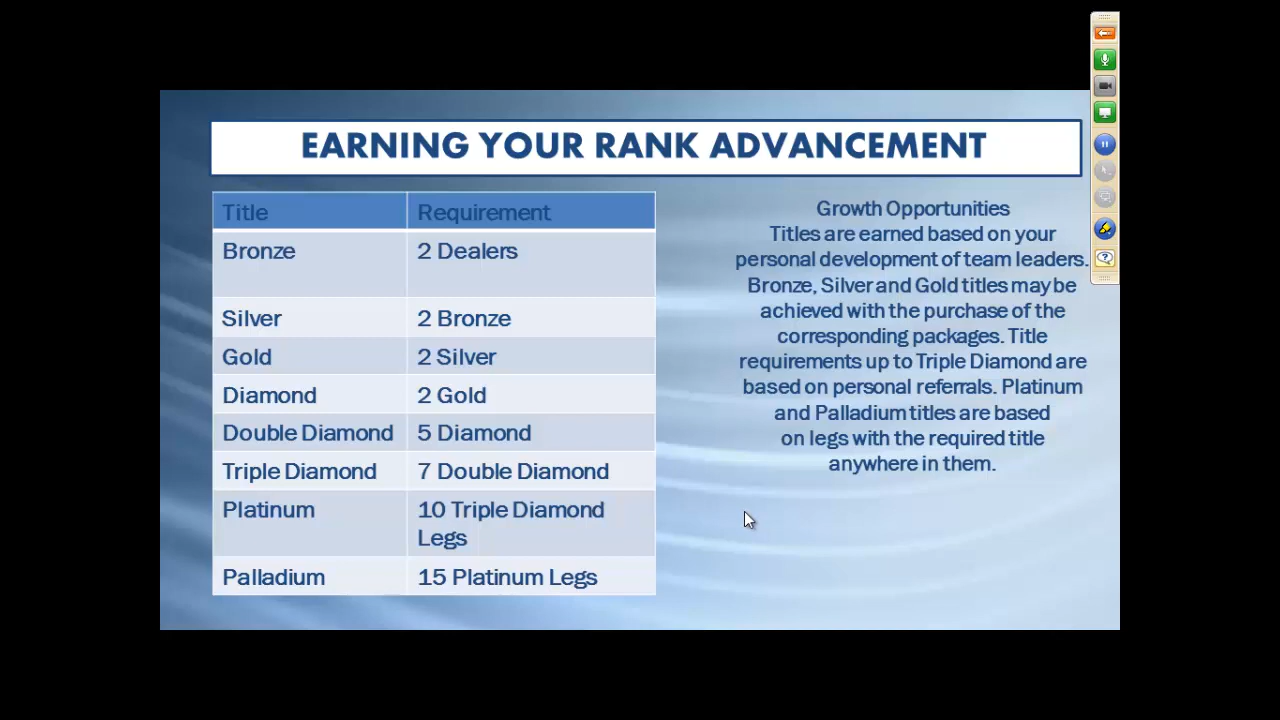 EARNING YOUR RANK ADVANCEMENT
Title Requirement
Bronze 2 Dealers
Silver 2 Bronze
Gold 2 Silver
Diamond 2 Gold
Double Diamond 5 Diamond
Triple Diamond 7 Double Diamond
Platinum 10 Triple Diamond
Legs
Palladium 15 Platinum Legs
Growth Opportunities
Titles are earned based on your
personal development of team leaders.
Bronze, Silver and Gold titles may be
achieved with the purchase of the
corresponding packages. Title
requirements up to Triple Diamond are
based on personal referrals. Platinum
and Palladium titles are based
on legs with the required title
anywhere in them.